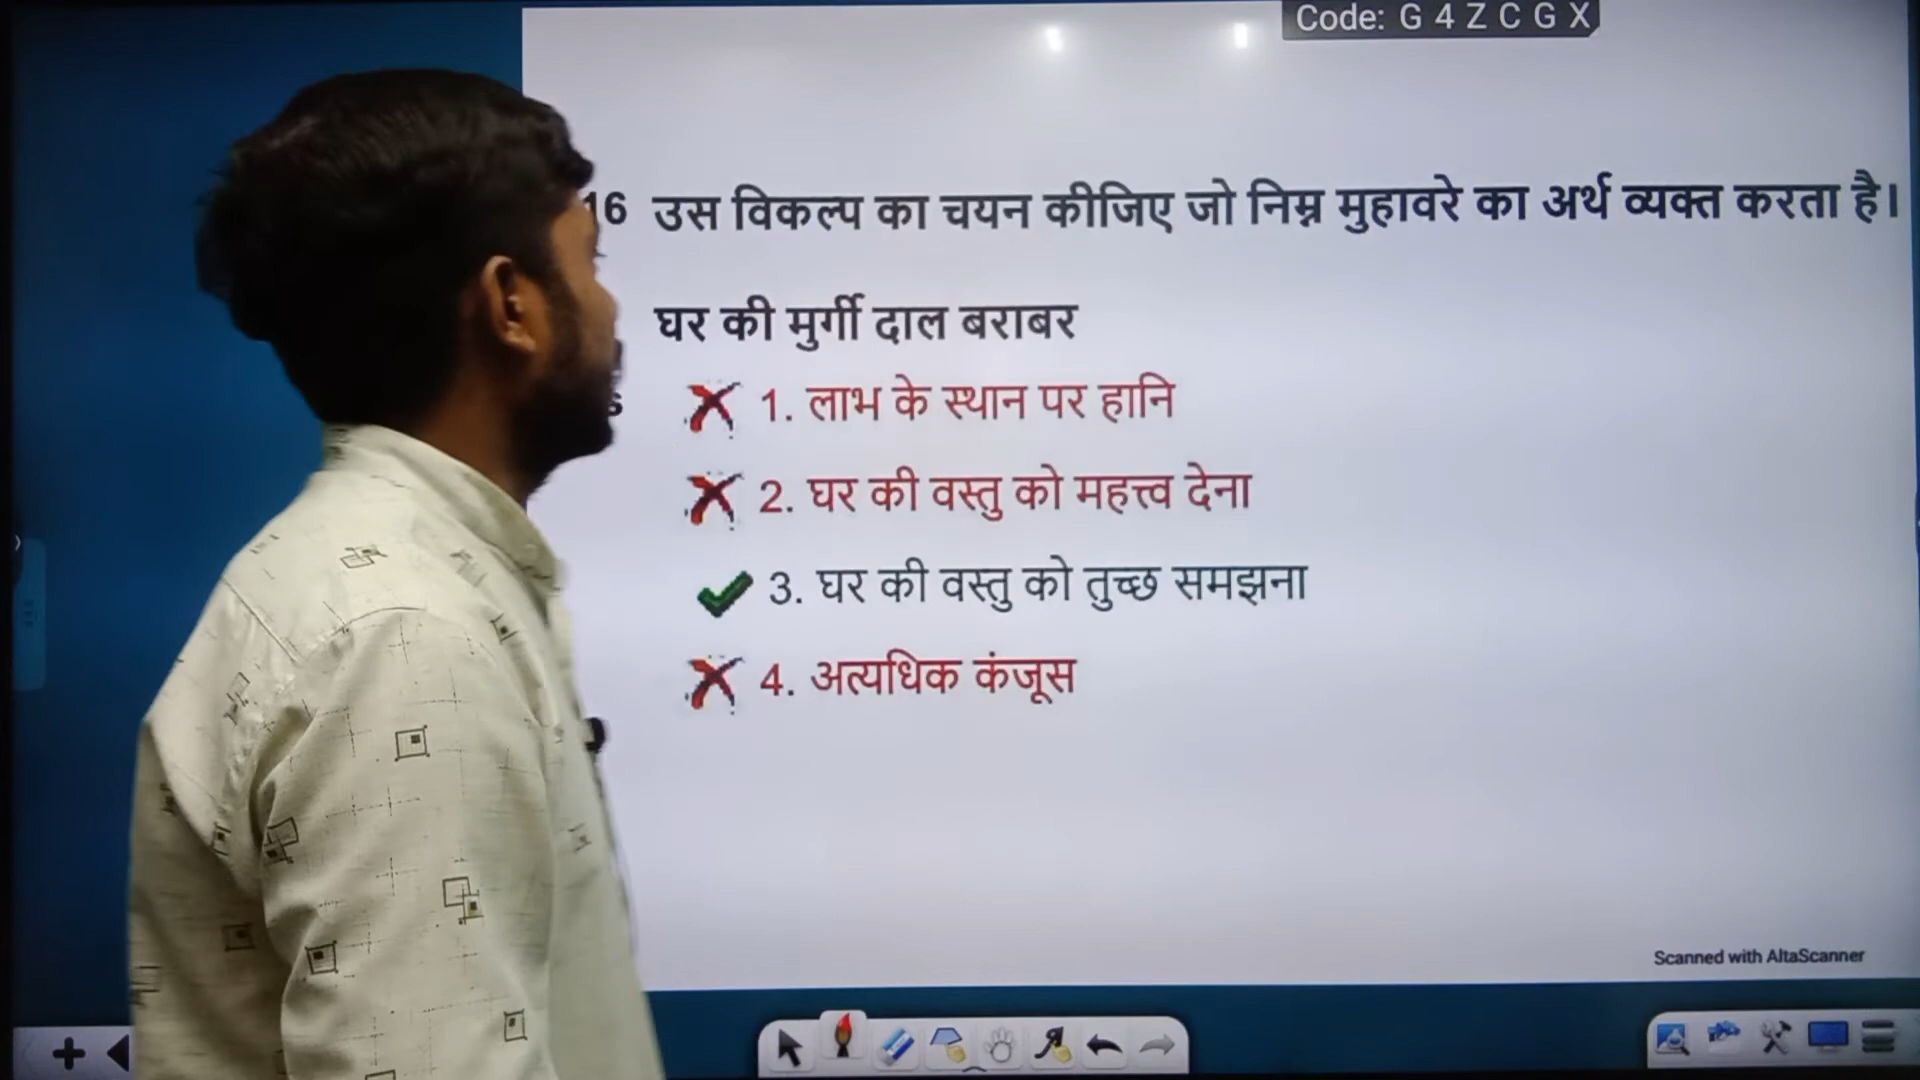 Code: G 4 Z C G X
16 उस विकल्प का चयन कीजिए जो निम्न मुहावरे का अर्थ व्यक्त करता है।
घर की मुर्गी दाल बराबर
1. लाभ के स्थान पर हानि
2. घर की वस्तु को महत्त्व देना
3. घर की वस्तु को तुच्छ समझना
4. अत्यधिक कंजूस
Scanned with AltaScanner